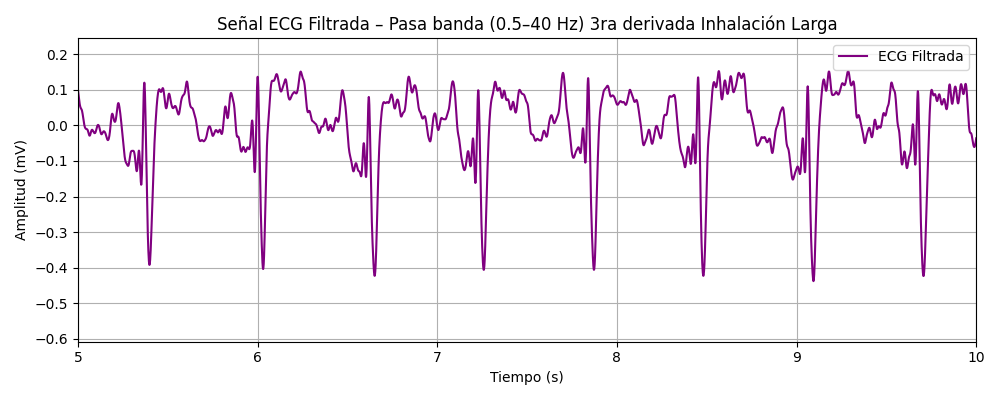 Señal ECG Filtrada – Pasa banda (0.5–40 Hz) 3ra derivada Inhalación Larga
ECG Filtrada
Amplitud (mV)
0.2
0.1
0.0
−0.1
−0.2
−0.3
−0.4
−0.5
−0.6
5 6 7 8 9 10
Tiempo (s)